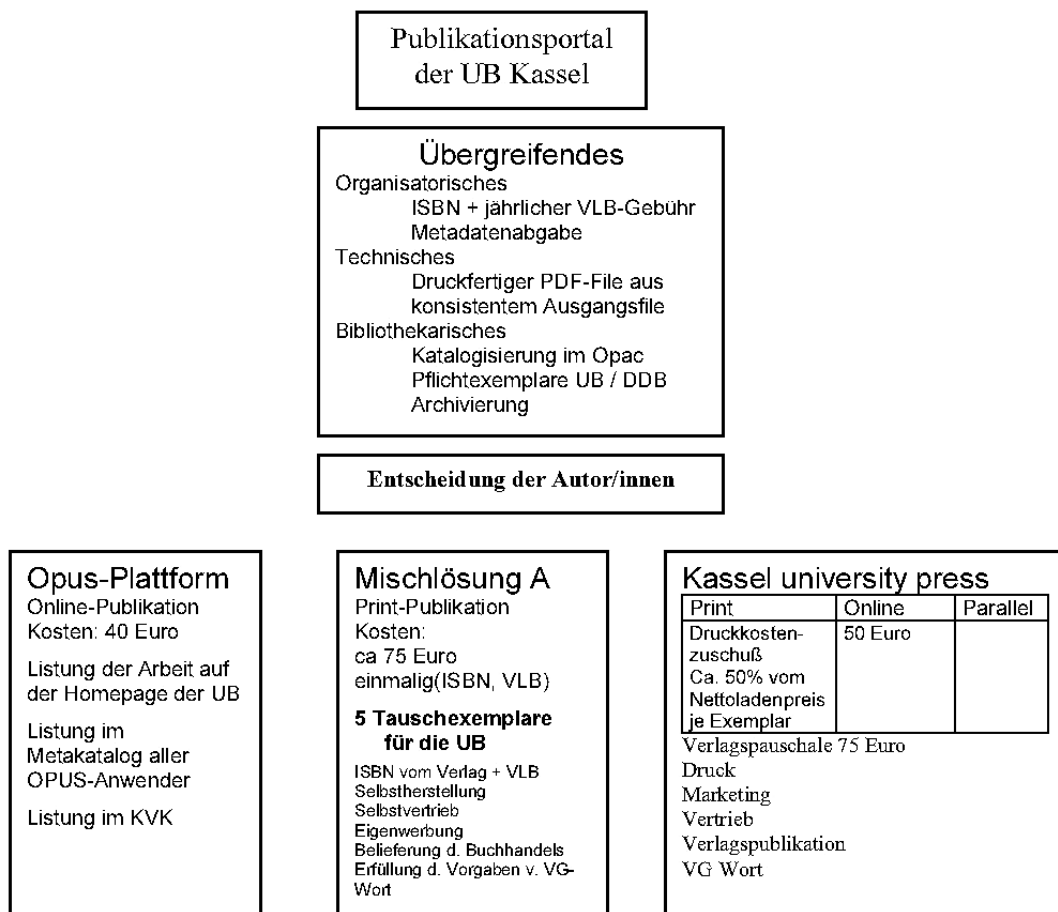 Publikationsportal
der UB Kassel
Übergreifendes
Organisatorisches
ISBN + jährlicher VLB-Gebühr
Metadatenabgabe
Technisches
Druckfertiger PDF-File aus
konsistentem Ausgangsfile
Bibliothekarisches
Katalogisierung im Opac
Pflichtexemplare UB / DDB
Archivierung
Entscheidung der Autor/innen
Opus-Plattform
Online-Publikation
Kosten: 40 Euro
Listung der Arbeit auf
der Homepage der UB
Listung im
Metakatalog aller
OPUS-Anwender
Listung im KVK
Mischlösung A
Print-Publikation
Kosten:
ca 75 Euro
einmalig(ISBN, VLB)
5 Tauschexemplare
für die UB
ISBN vom Verlag + VLB
Selbstherstellung
Selbstvertrieb
Eigenwerbung
Belieferung d. Buchhandels
Erfüllung d. Vorgaben v. VG-
Wort
Kassel university press
Print Online Parallel
Druckkosten- 50 Euro
zuschuß
Ca. 50% vom
Nettoladenpreis
je Exemplar
Verlagspauschale 75 Euro
Druck
Marketing
Vertrieb
Verlagspublikation
VG Wort